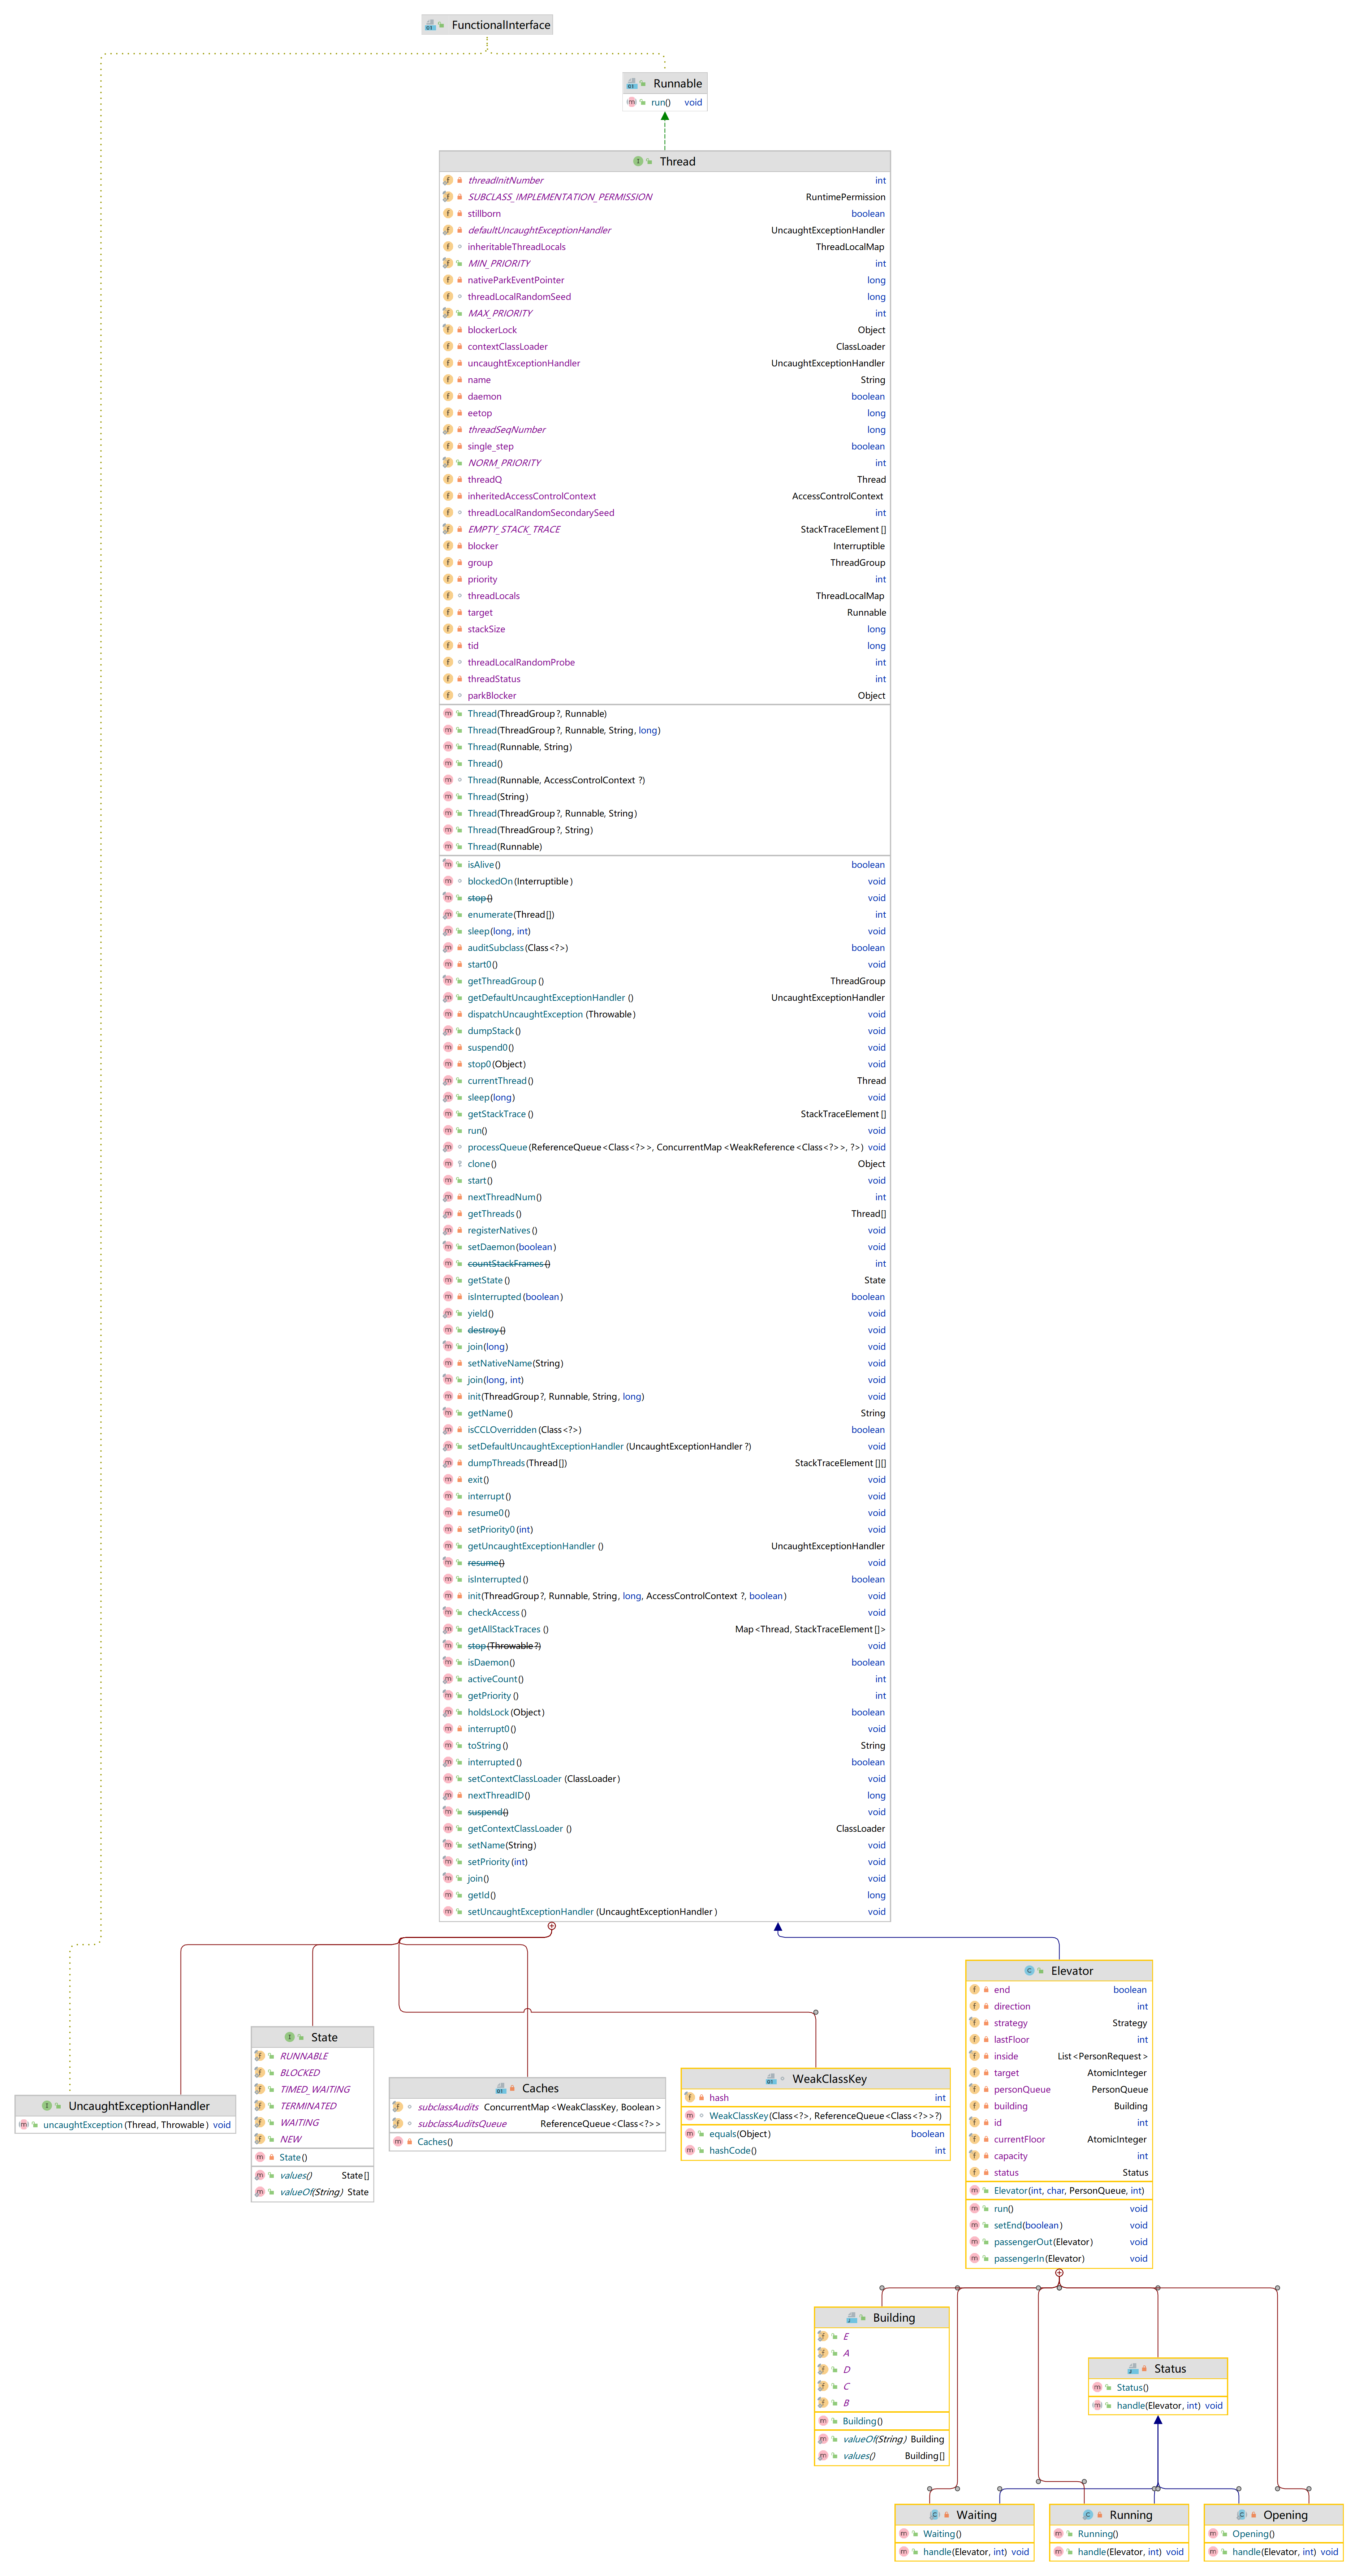 FunctionalInterface
Runnable
run() void
Thread
threadInitNumber int
SUBCLASS_IMPLEMENTATION_PERMISSION RuntimePermission
stillborn boolean
defaultUncaughtExceptionHandler UncaughtExceptionHandler
inheritableThreadLocals ThreadLocalMap
MIN_PRIORITY int
nativeParkEventPointer long
threadLocalRandomSeed long
MAX_PRIORITY int
blockerLock Object
contextClassLoader ClassLoader
uncaughtExceptionHandler UncaughtExceptionHandler
name String
daemon boolean
eetop long
threadSeqNumber long
single_step boolean
NORM_PRIORITY int
threadQ Thread
inheritedAccessControlContext AccessControlContext
threadLocalRandomSecondarySeed int
EMPTY_STACK_TRACE StackTraceElement[]
blocker Interruptible
group ThreadGroup
priority int
threadLocals ThreadLocalMap
target Runnable
stackSize long
tid long
threadLocalRandomProbe int
threadStatus int
parkBlocker Object
Thread(ThreadGroup?, Runnable)
Thread(ThreadGroup?, Runnable, String, long)
Thread(Runnable, String)
Thread()
Thread(Runnable, AccessControlContext?)
Thread(String)
Thread(ThreadGroup?, Runnable, String)
Thread(ThreadGroup?, String)
Thread(Runnable)
isAlive() boolean
blockedOn(Interruptible) void
stop() void
enumerate(Thread[]) int
sleep(long, int) void
auditSubclass(Class<?>) boolean
start0() void
getThreadGroup() ThreadGroup
getDefaultUncaughtExceptionHandler() UncaughtExceptionHandler
dispatchUncaughtException(Throwable) void
dumpStack() void
suspend0() void
stop0(Object) void
currentThread() Thread
sleep(long) void
getStackTrace() StackTraceElement[]
run() void
processQueue(ReferenceQueue<Class<?>>, ConcurrentMap<WeakReference<Class<?>>, ?>) void
clone() Object
start() void
nextThreadNum() int
getThreads() Thread[]
registerNatives() void
setDaemon(boolean) void
countStackFrames() int
getState() State
isInterrupted(boolean) boolean
yield() void
destroy() void
join(long) void
setNativeName(String) void
join(long, int) void
init(ThreadGroup?, Runnable, String, long) void
getName() String
isCCLOverridden(Class<?>) boolean
setDefaultUncaughtExceptionHandler(UncaughtExceptionHandler?) void
dumpThreads(Thread[]) StackTraceElement[][]
exit() void
interrupt() void
resume0() void
setPriority0(int) void
getUncaughtExceptionHandler() UncaughtExceptionHandler
resume() void
isInterrupted() boolean
init(ThreadGroup?, Runnable, String, long, AccessControlContext?, boolean) void
checkAccess() void
getAllStackTraces() Map<Thread, StackTraceElement[]>
stop(Throwable?) void
isDaemon() boolean
activeCount() int
getPriority() int
holdsLock(Object) boolean
interrupt0() void
toString() String
interrupted() boolean
setContextClassLoader(ClassLoader) void
nextThreadID() long
suspend() void
getContextClassLoader() ClassLoader
setName(String) void
setPriority(int) void
join() void
getId() long
setUncaughtExceptionHandler(UncaughtExceptionHandler) void
UncaughtExceptionHandler
uncaughtException(Thread, Throwable) void
State
RUNNABLE
BLOCKED
TIMED_WAITING
TERMINATED
WAITING
NEW
State()
values() State[]
valueOf(String) State
Caches
subclassAudits ConcurrentMap<WeakClassKey, Boolean>
subclassAuditsQueue ReferenceQueue<Class<?>>
Caches()
WeakClassKey
hash int
WeakClassKey(Class<?>, ReferenceQueue<Class<?>>?)
equals(Object) boolean
hashCode() int
Elevator
end boolean
direction int
strategy Strategy
lastFloor int
inside List<PersonRequest>
target AtomicInteger
personQueue PersonQueue
building Building
id int
currentFloor AtomicInteger
capacity int
status Status
Elevator(int, char, PersonQueue, int)
run() void
setEnd(boolean) void
passengerOut(Elevator) void
passengerIn(Elevator) void
Building
E
A
D
C
B
Building()
valueOf(String) Building
values() Building[]
Status
Status()
handle(Elevator, int) void
Waiting
Waiting()
handle(Elevator, int) void
Running
Running()
handle(Elevator, int) void
Opening
Opening()
handle(Elevator, int) void